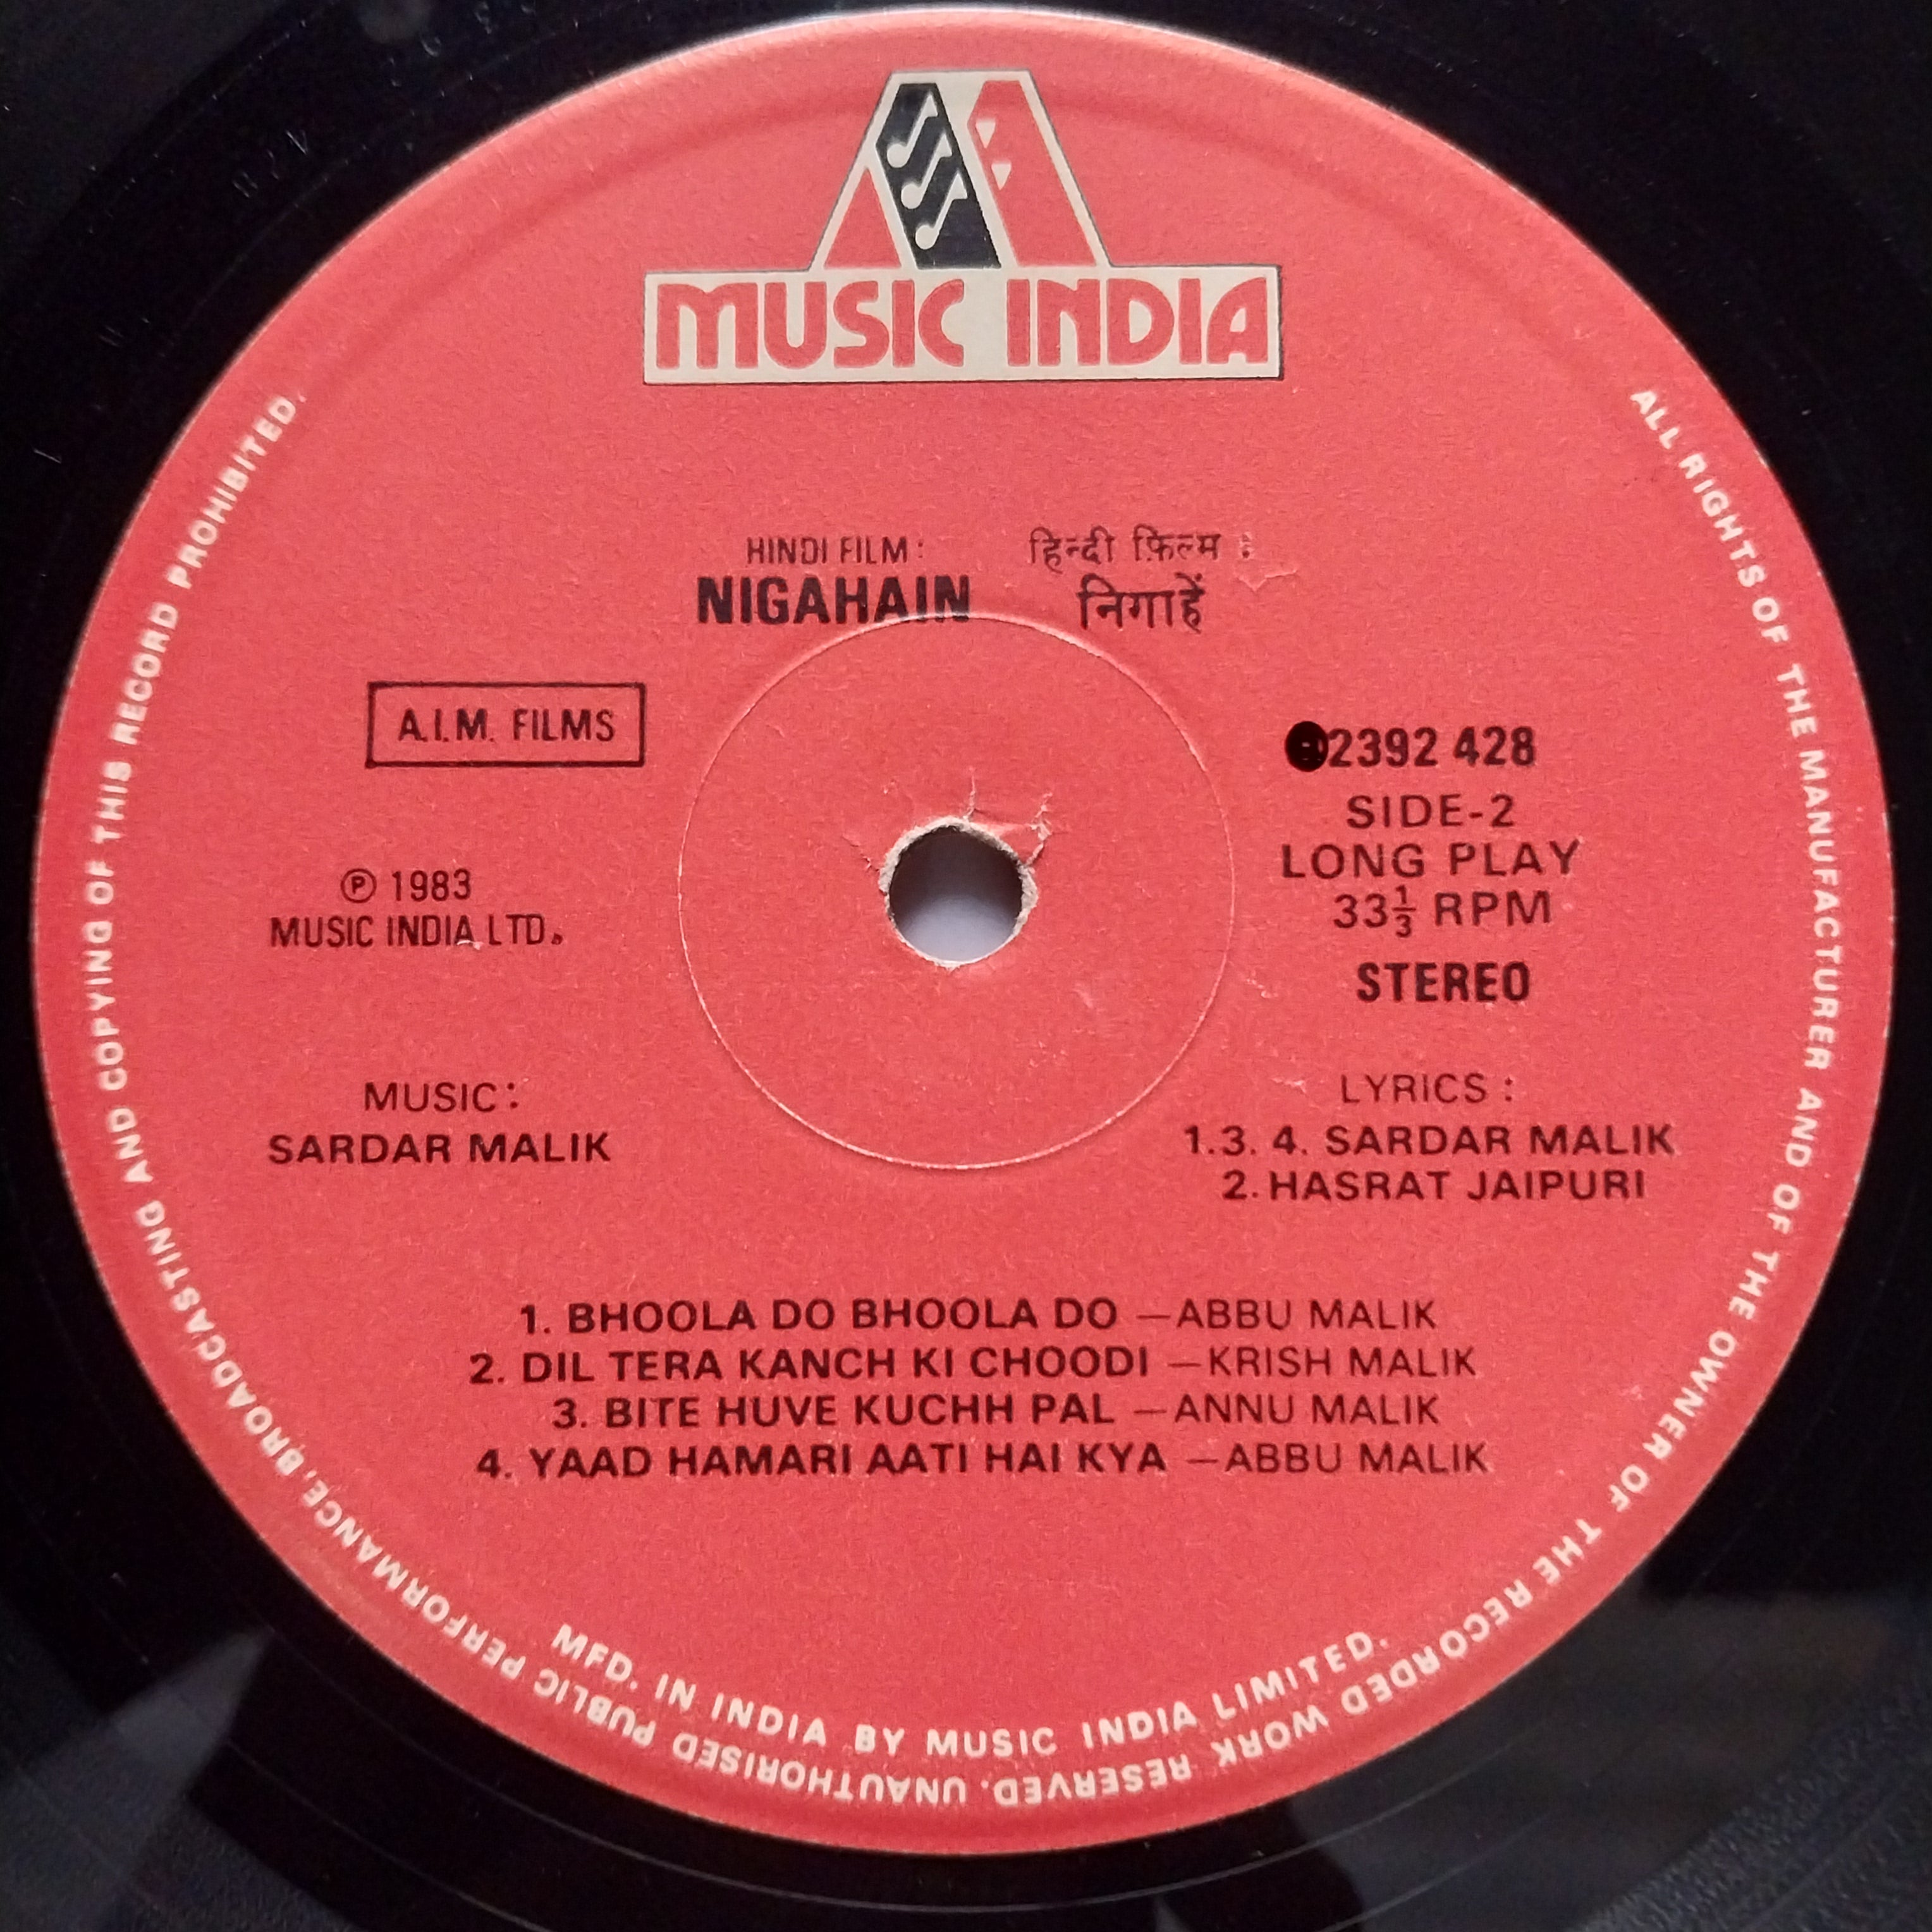 MUSIC INDIA
HINDI FILM :
NIGAHAIN
हिन्दी फ़िल्म :
निगाहें
A.I.M. FILMS
2392 428
SIDE-2
LONG PLAY
33⅓ RPM
STEREO
℗ 1983
MUSIC INDIA LTD.
MUSIC :
SARDAR MALIK
LYRICS :
1.3. 4. SARDAR MALIK
2. HASRAT JAIPURI
1. BHOOLA DO BHOOLA DO —ABBU MALIK
2. DIL TERA KANCH KI CHOODI —KRISH MALIK
3. BITE HUVE KUCHH PAL —ANNU MALIK
4. YAAD HAMARI AATI HAI KYA —ABBU MALIK
MFD. IN INDIA BY MUSIC INDIA LIMITED.
ALL RIGHTS OF THE MANUFACTURER AND OF THE OWNER OF THE RECORDED WORK RESERVED. UNAUTHORISED PUBLIC PERFORMANCE, BROADCASTING AND COPYING OF THIS RECORD PROHIBITED.